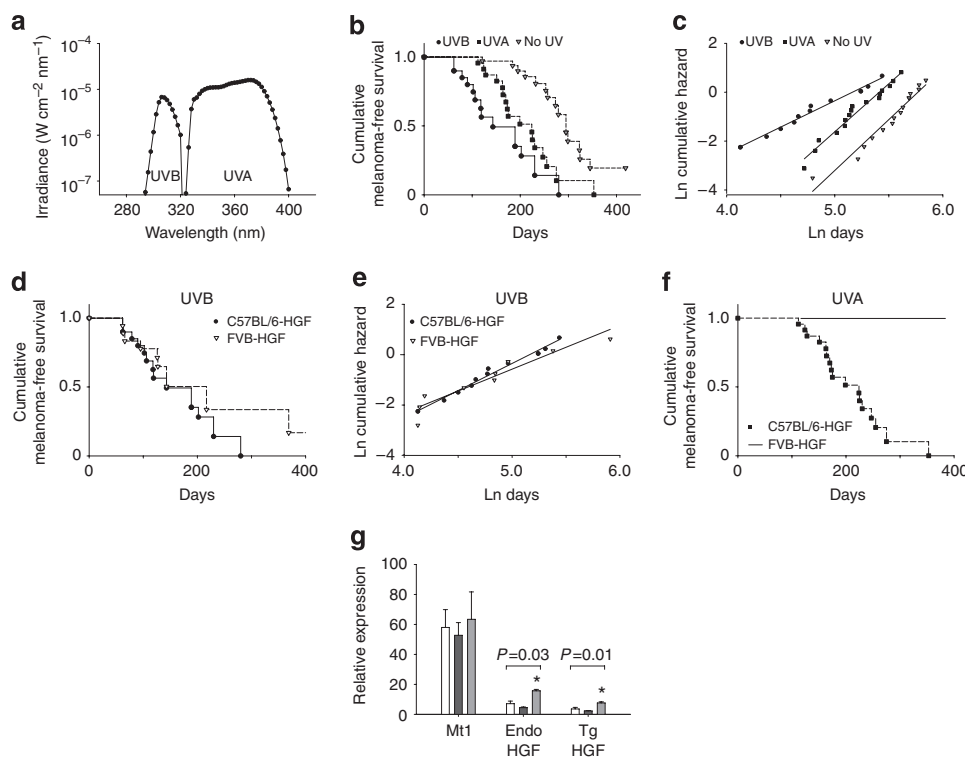 a
Irradiance (W cm−2 nm−1)
10−4
10−5
10−6
10−7
UVB
UVA
280
320
360
400
Wavelength (nm)
b
UVB
UVA
No UV
Cumulative
melanoma-free survival
1.0
0.5
0
0
200
400
Days
c
UVB
UVA
No UV
Ln cumulative hazard
2
0
−2
−4
4.0
5.0
6.0
Ln days
d
UVB
C57BL/6-HGF
FVB-HGF
Cumulative
melanoma-free survival
1.0
0.5
0
0
200
400
Days
e
UVB
C57BL/6-HGF
FVB-HGF
Ln cumulative hazard
2
0
−2
−4
4.0
5.0
6.0
Ln days
f
UVA
Cumulative
melanoma-free survival
1.0
0.5
0
C57BL/6-HGF
FVB-HGF
0
200
400
Days
g
Relative expression
100
80
60
40
20
0
P=0.03
P=0.01
*
*
Mt1
Endo
HGF
Tg
HGF